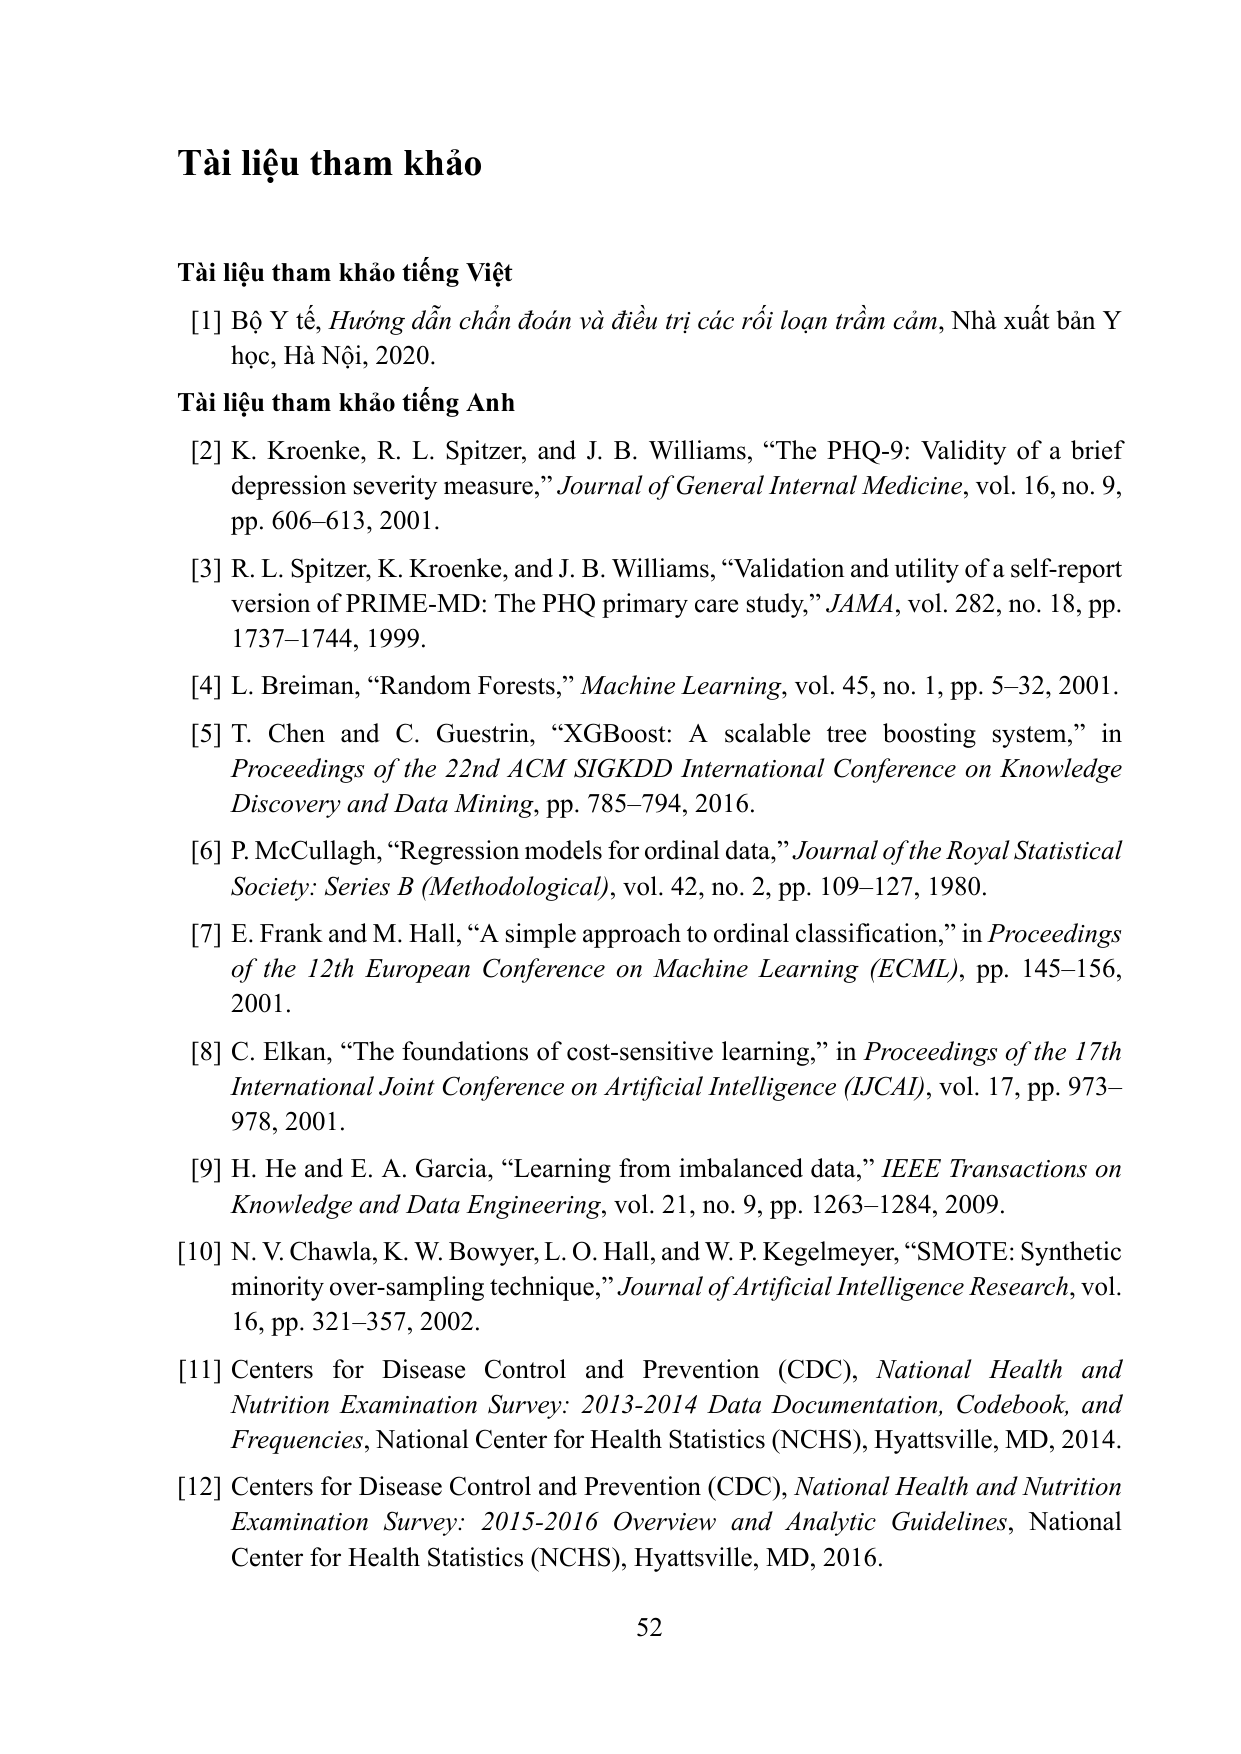 Tài liệu tham khảo
Tài liệu tham khảo tiếng Việt
[1] Bộ Y tế, Hướng dẫn chẩn đoán và điều trị các rối loạn trầm cảm, Nhà xuất bản Y
học, Hà Nội, 2020.
Tài liệu tham khảo tiếng Anh
[2] K. Kroenke, R. L. Spitzer, and J. B. Williams, “The PHQ-9: Validity of a brief
depression severity measure,” Journal of General Internal Medicine, vol. 16, no. 9,
pp. 606–613, 2001.
[3] R. L. Spitzer, K. Kroenke, and J. B. Williams, “Validation and utility of a self-report
version of PRIME-MD: The PHQ primary care study,” JAMA, vol. 282, no. 18, pp.
1737–1744, 1999.
[4] L. Breiman, “Random Forests,” Machine Learning, vol. 45, no. 1, pp. 5–32, 2001.
[5] T. Chen and C. Guestrin, “XGBoost: A scalable tree boosting system,” in
Proceedings of the 22nd ACM SIGKDD International Conference on Knowledge
Discovery and Data Mining, pp. 785–794, 2016.
[6] P. McCullagh, “Regression models for ordinal data,” Journal of the Royal Statistical
Society: Series B (Methodological), vol. 42, no. 2, pp. 109–127, 1980.
[7] E. Frank and M. Hall, “A simple approach to ordinal classification,” in Proceedings
of the 12th European Conference on Machine Learning (ECML), pp. 145–156,
2001.
[8] C. Elkan, “The foundations of cost-sensitive learning,” in Proceedings of the 17th
International Joint Conference on Artificial Intelligence (IJCAI), vol. 17, pp. 973–
978, 2001.
[9] H. He and E. A. Garcia, “Learning from imbalanced data,” IEEE Transactions on
Knowledge and Data Engineering, vol. 21, no. 9, pp. 1263–1284, 2009.
[10] N. V. Chawla, K. W. Bowyer, L. O. Hall, and W. P. Kegelmeyer, “SMOTE: Synthetic
minority over-sampling technique,” Journal of Artificial Intelligence Research, vol.
16, pp. 321–357, 2002.
[11] Centers for Disease Control and Prevention (CDC), National Health and
Nutrition Examination Survey: 2013-2014 Data Documentation, Codebook, and
Frequencies, National Center for Health Statistics (NCHS), Hyattsville, MD, 2014.
[12] Centers for Disease Control and Prevention (CDC), National Health and Nutrition
Examination Survey: 2015-2016 Overview and Analytic Guidelines, National
Center for Health Statistics (NCHS), Hyattsville, MD, 2016.
52